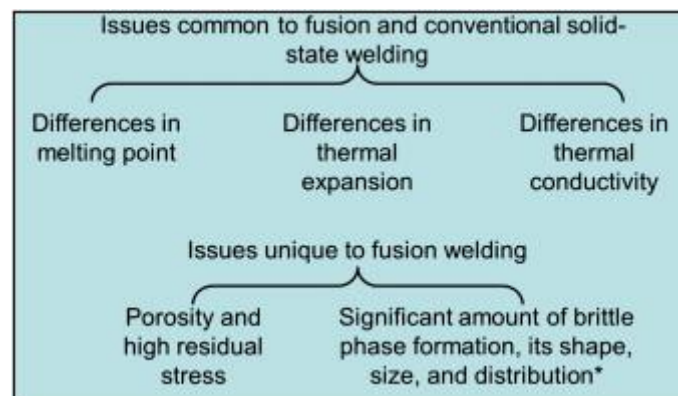 Issues common to fusion and conventional solid-
state welding
Differences in
melting point
Differences in
thermal
expansion
Differences in
thermal
conductivity
Issues unique to fusion welding
Porosity and
high residual
stress
Significant amount of brittle
phase formation, its shape,
size, and distribution*